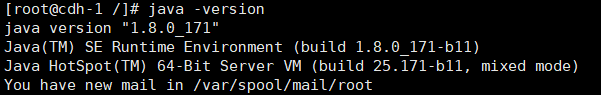 [root@cdh-1 /]# java -version
java version "1.8.0_171"
Java(TM) SE Runtime Environment (build 1.8.0_171-b11)
Java HotSpot(TM) 64-Bit Server VM (build 25.171-b11, mixed mode)
You have new mail in /var/spool/mail/root